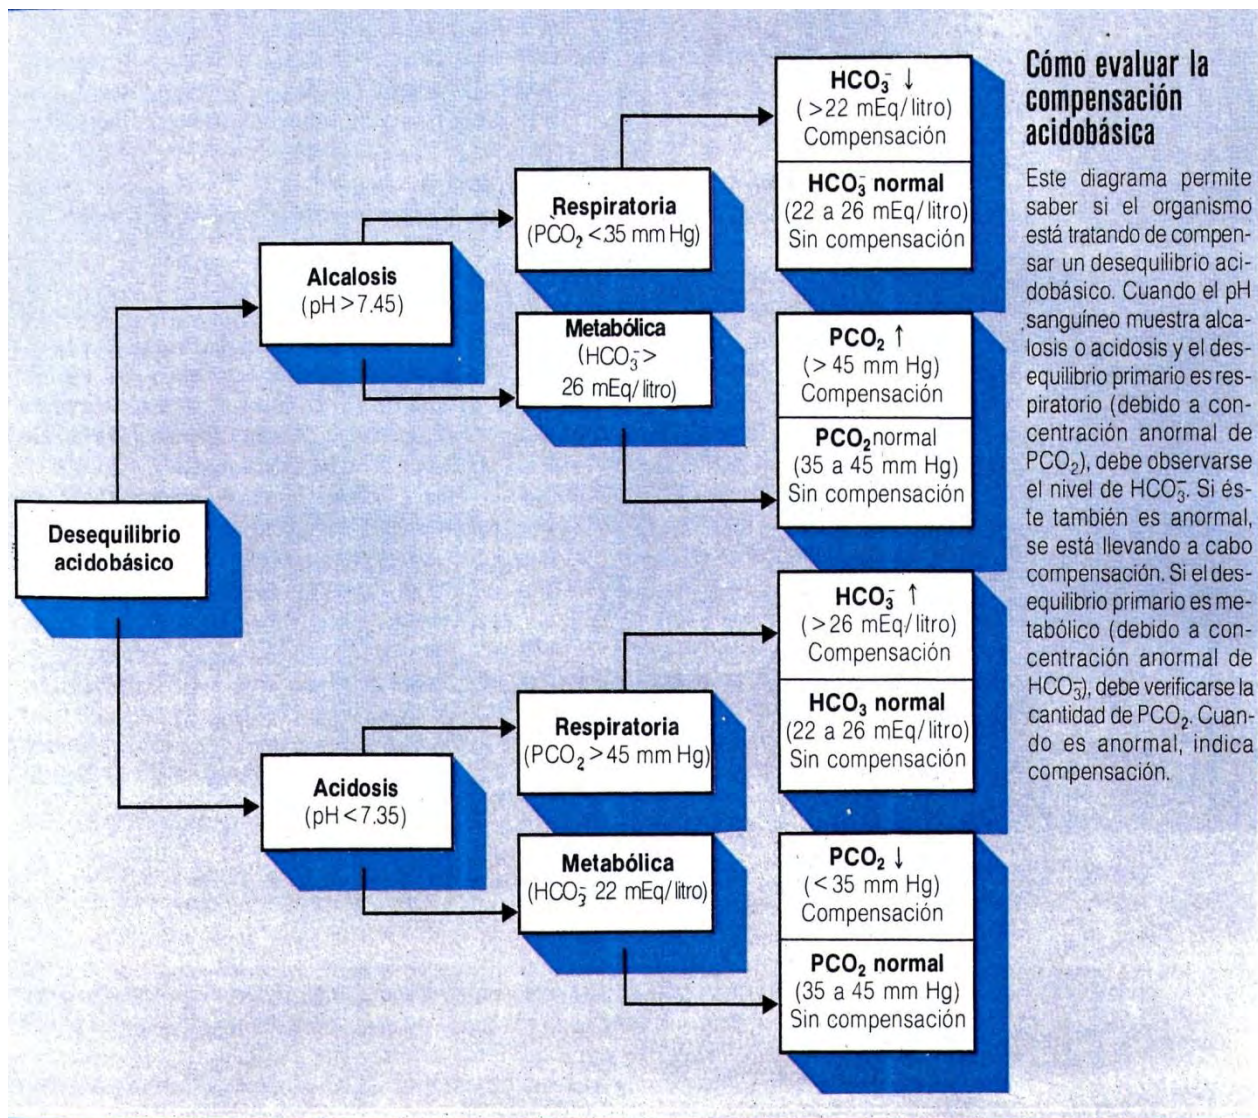 Cómo evaluar la
compensación
acidobásica
Este diagrama permite
saber si el organismo
está tratando de compen-
sar un desequilibrio aci-
dobásico. Cuando el pH
sanguíneo muestra alca-
losis o acidosis y el des-
equilibrio primario es res-
piratorio (debido a con-
centración anormal de
PCO₂), debe observarse
el nivel de HCO₃⁻. Si és-
te también es anormal,
se está llevando a cabo
compensación. Si el des-
equilibrio primario es me-
tabólico (debido a con-
centración anormal de
HCO₃⁻), debe verificarse la
cantidad de PCO₂. Cuan-
do es anormal, indica
compensación.
Desequilibrio
acidobásico
Alcalosis
(pH >7.45)
Respiratoria
(PCO₂ <35 mm Hg)
HCO₃⁻ ↓
(>22 mEq/litro)
Compensación
HCO₃⁻ normal
(22 a 26 mEq/litro)
Sin compensación
Metabólica
(HCO₃⁻>
26 mEq/litro)
PCO₂ ↑
(> 45 mm Hg)
Compensación
PCO₂ normal
(35 a 45 mm Hg)
Sin compensación
Acidosis
(pH <7.35)
Respiratoria
(PCO₂ >45 mm Hg)
HCO₃⁻ ↑
(>26 mEq/litro)
Compensación
HCO₃ normal
(22 a 26 mEq/litro)
Sin compensación
Metabólica
(HCO₃⁻ 22 mEq/litro)
PCO₂ ↓
(<35 mm Hg)
Compensación
PCO₂ normal
(35 a 45 mm Hg)
Sin compensación